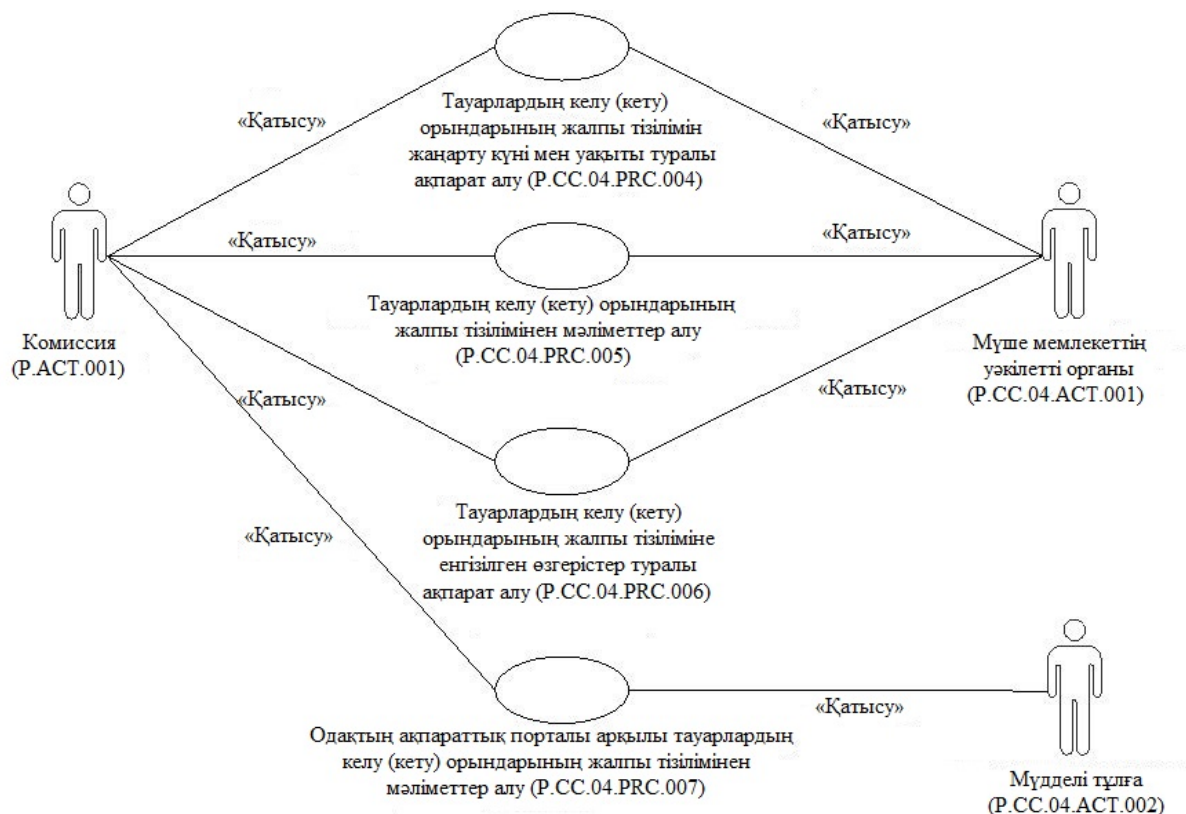 «Қатысу»
«Қатысу»
Тауарлардың келу (кету)
орындарының жалпы тізілімін
жаңарту күні мен уақыты туралы
ақпарат алу (P.CC.04.PRC.004)
«Қатысу»
«Қатысу»
Тауарлардың келу (кету) орындарының
жалпы тізілімінен мәліметтер алу
(P.CC.04.PRC.005)
Комиссия
(P.ACT.001)
Мүше мемлекеттің
уәкілетті органы
(P.CC.04.ACT.001)
«Қатысу»
«Қатысу»
Тауарлардың келу (кету)
орындарының жалпы тізіліміне
енгізілген өзгерістер туралы
ақпарат алу (P.CC.04.PRC.006)
«Қатысу»
«Қатысу»
Одақтың ақпараттық порталы арқылы тауарлардың
келу (кету) орындарының жалпы тізілімінен
мәліметтер алу (P.CC.04.PRC.007)
Мүдделі тұлға
(P.CC.04.ACT.002)